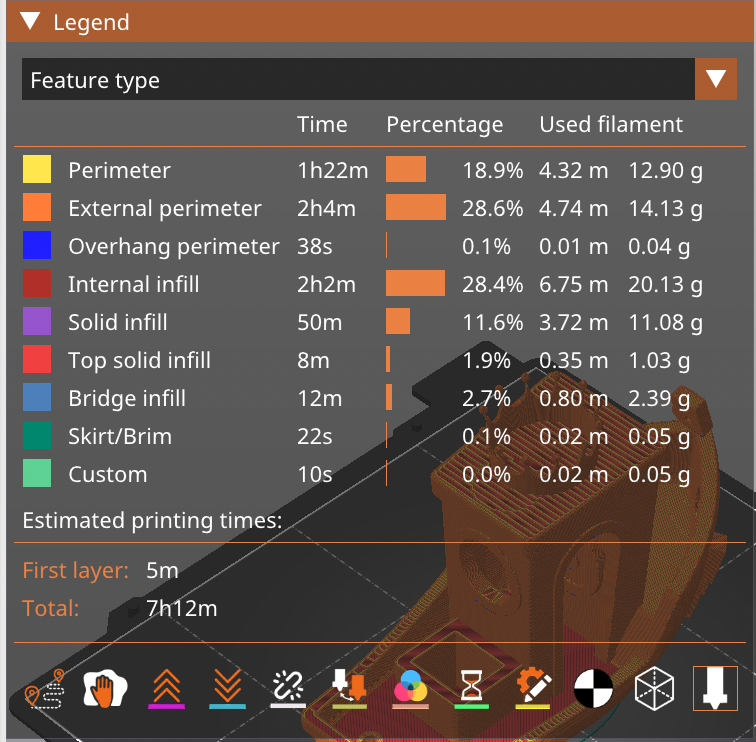 Legend
Feature type
Time Percentage Used filament
Perimeter 1h22m 18.9% 4.32 m 12.90 g
External perimeter 2h4m 28.6% 4.74 m 14.13 g
Overhang perimeter 38s 0.1% 0.01 m 0.04 g
Internal infill 2h2m 28.4% 6.75 m 20.13 g
Solid infill 50m 11.6% 3.72 m 11.08 g
Top solid infill 8m 1.9% 0.35 m 1.03 g
Bridge infill 12m 2.7% 0.80 m 2.39 g
Skirt/Brim 22s 0.1% 0.02 m 0.05 g
Custom 10s 0.0% 0.02 m 0.05 g
Estimated printing times:
First layer: 5m
Total: 7h12m